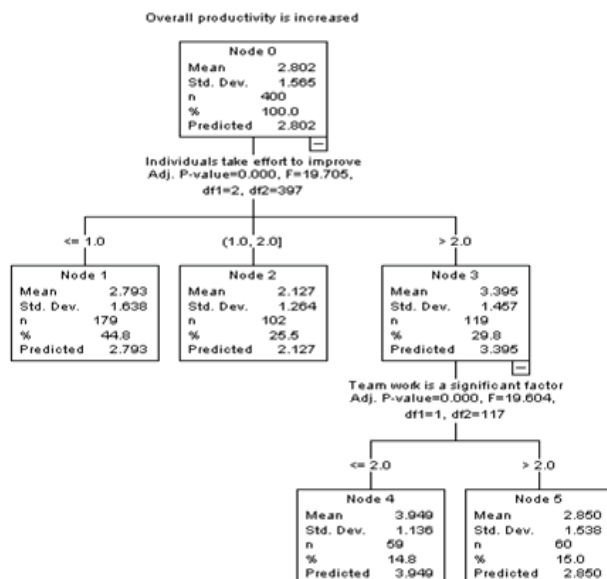 Overall productivity is increased
Node 0
Mean 2.802
Std. Dev. 1.565
n 400
% 100.0
Predicted 2.802
Individuals take effort to improve
Adj. P-value=0.000, F=19.705,
df1=2, df2=397
<= 1.0
(1.0, 2.0]
> 2.0
Node 1
Mean 2.793
Std. Dev. 1.638
n 179
% 44.8
Predicted 2.793
Node 2
Mean 2.127
Std. Dev. 1.264
n 102
% 25.5
Predicted 2.127
Node 3
Mean 3.395
Std. Dev. 1.457
n 119
% 29.8
Predicted 3.395
Team work is a significant factor
Adj. P-value=0.000, F=19.604,
df1=1, df2=117
<= 2.0
> 2.0
Node 4
Mean 3.949
Std. Dev. 1.136
n 59
% 14.8
Predicted 3.949
Node 5
Mean 2.850
Std. Dev. 1.538
n 60
% 15.0
Predicted 2.850